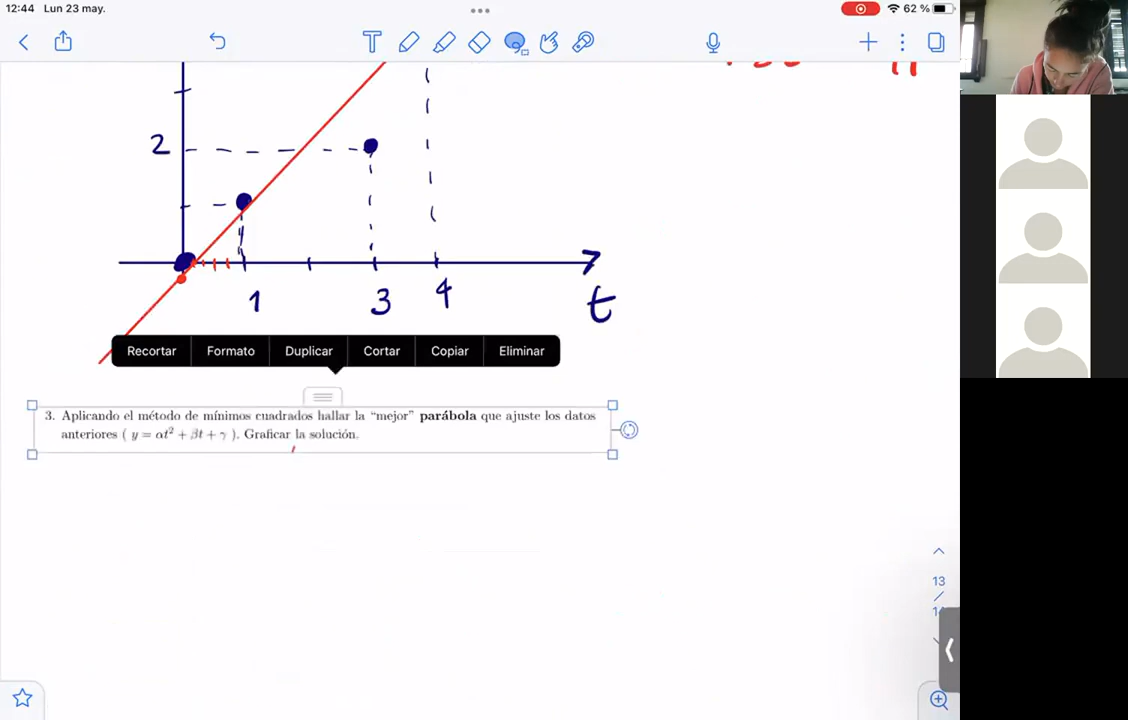 12:44 Lun 23 may.
62 %
T
2
1
3
4
t
Recortar Formato Duplicar Cortar Copiar Eliminar
3. Aplicando el método de mínimos cuadrados hallar la “mejor” parábola que ajuste los datos
anteriores ( y = αt² + βt + γ ). Graficar la solución.
13
/